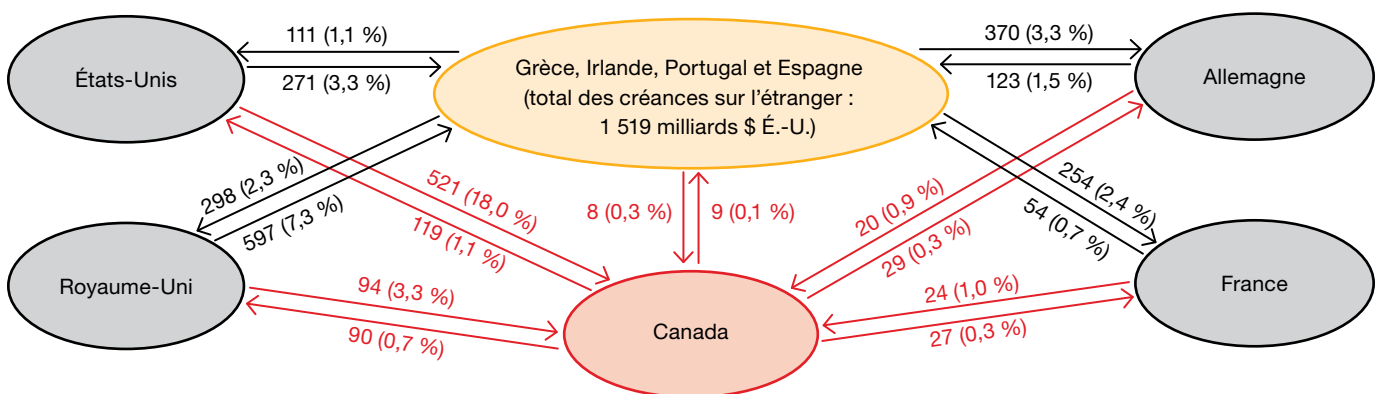 111 (1,1 %)
271 (3,3 %)
370 (3,3 %)
123 (1,5 %)
États-Unis
Grèce, Irlande, Portugal et Espagne
(total des créances sur l’étranger :
1 519 milliards $ É.-U.)
Allemagne
298 (2,3 %)
597 (7,3 %)
521 (18,0 %)
119 (1,1 %)
8 (0,3 %)
9 (0,1 %)
20 (0,9 %)
29 (0,3 %)
254 (2,4 %)
54 (0,7 %)
Royaume-Uni
94 (3,3 %)
90 (0,7 %)
Canada
24 (1,0 %)
27 (0,3 %)
France